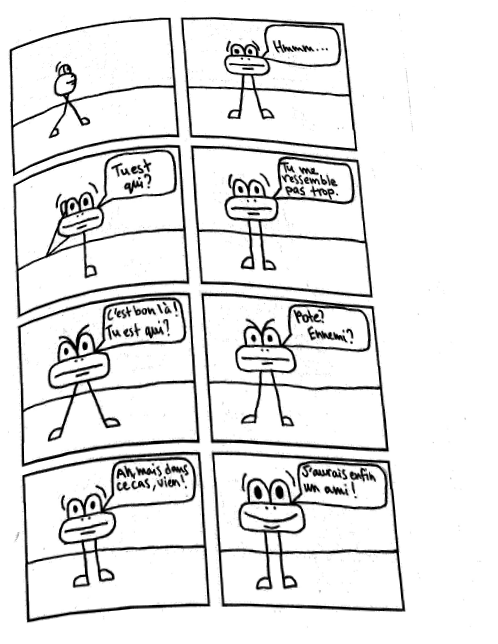 Hmmm...
Tu est
qui?
Tu me
ressemble
pas trop.
C'est bon là!
Tu est qui?
Pote?
Ennemi?
Ah, mais dans
ce cas, vien!
J'aurais enfin
un ami!